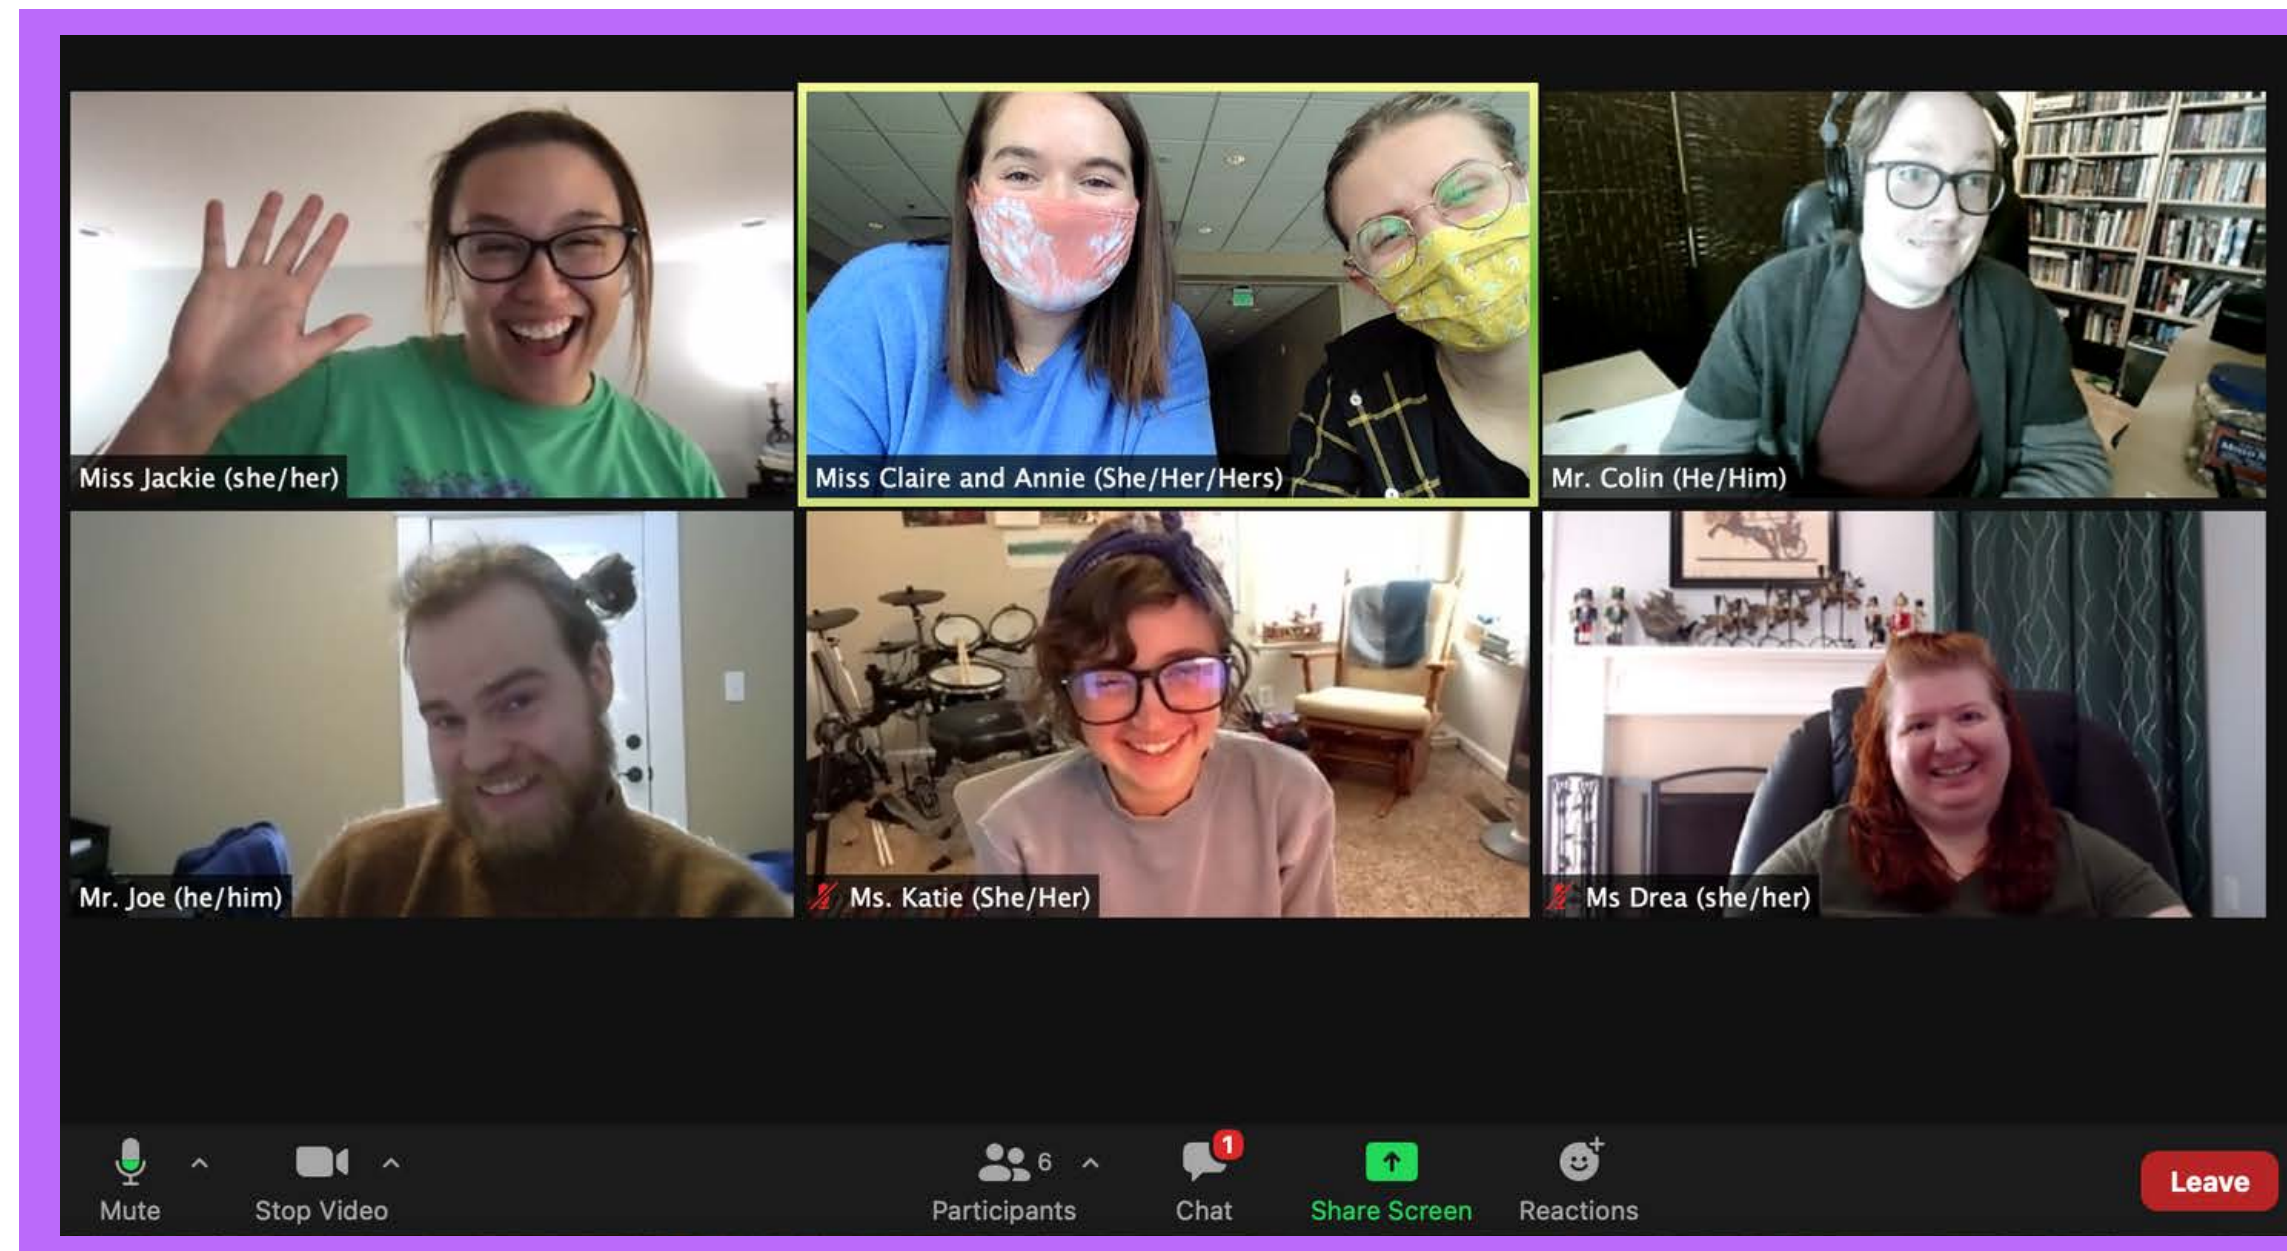 Miss Jackie (she/her)
Miss Claire and Annie (She/Her/Hers)
Mr. Colin (He/Him)
Mr. Joe (he/him)
Ms. Katie (She/Her)
Ms Drea (she/her)
Mute
Stop Video
6
Participants
1
Chat
Share Screen
Reactions
Leave